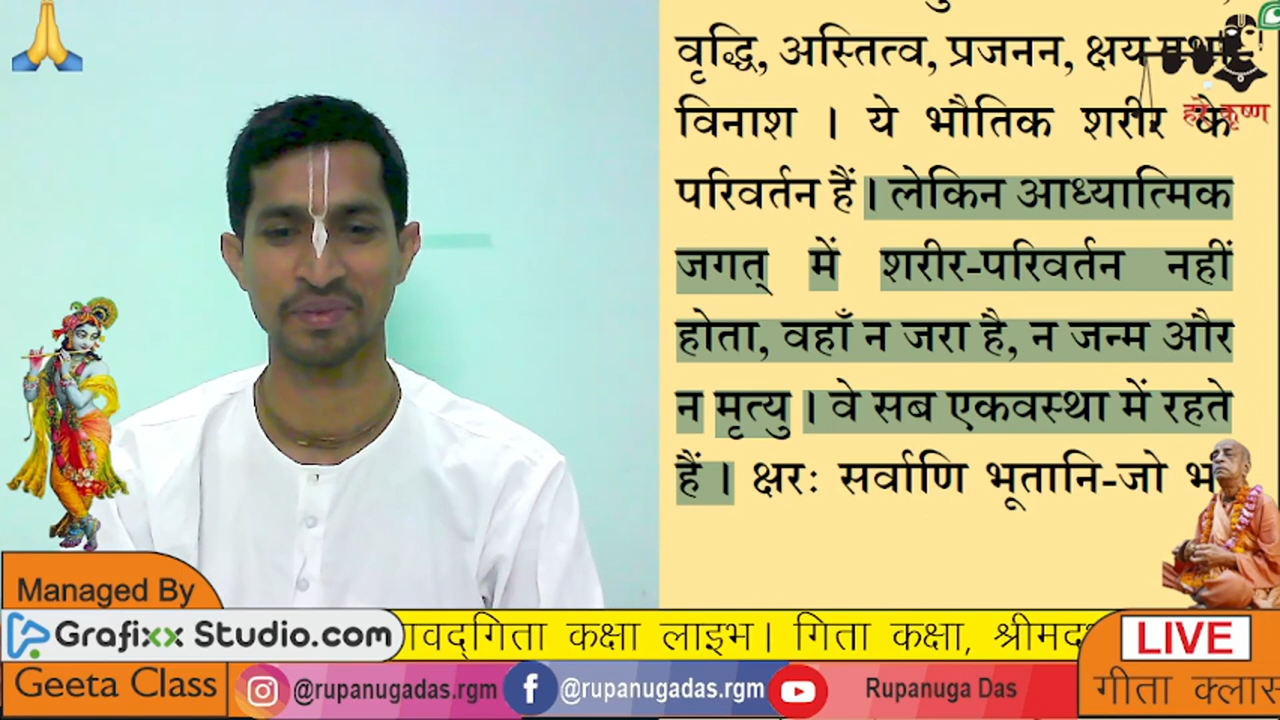 वृद्धि, अस्तित्व, प्रजनन, क्षय
विनाश । ये भौतिक शरीर के
हरे कृष्ण
परिवर्तन हैं । लेकिन आध्यात्मिक
जगत् में शरीर-परिवर्तन नहीं
होता, वहाँ न जरा है, न जन्म और
न मृत्यु । वे सब एकवस्था में रहते
हैं । क्षरः सर्वाणि भूतानि-जो
Managed By
Grafixx Studio.com
Geeta Class
गवद्‌गिता कक्षा लाइभ। गिता कक्षा,
LIVE
गीता क्लास
@rupanugadas.rgm
@rupanugadas.rgm
Rupanuga Das